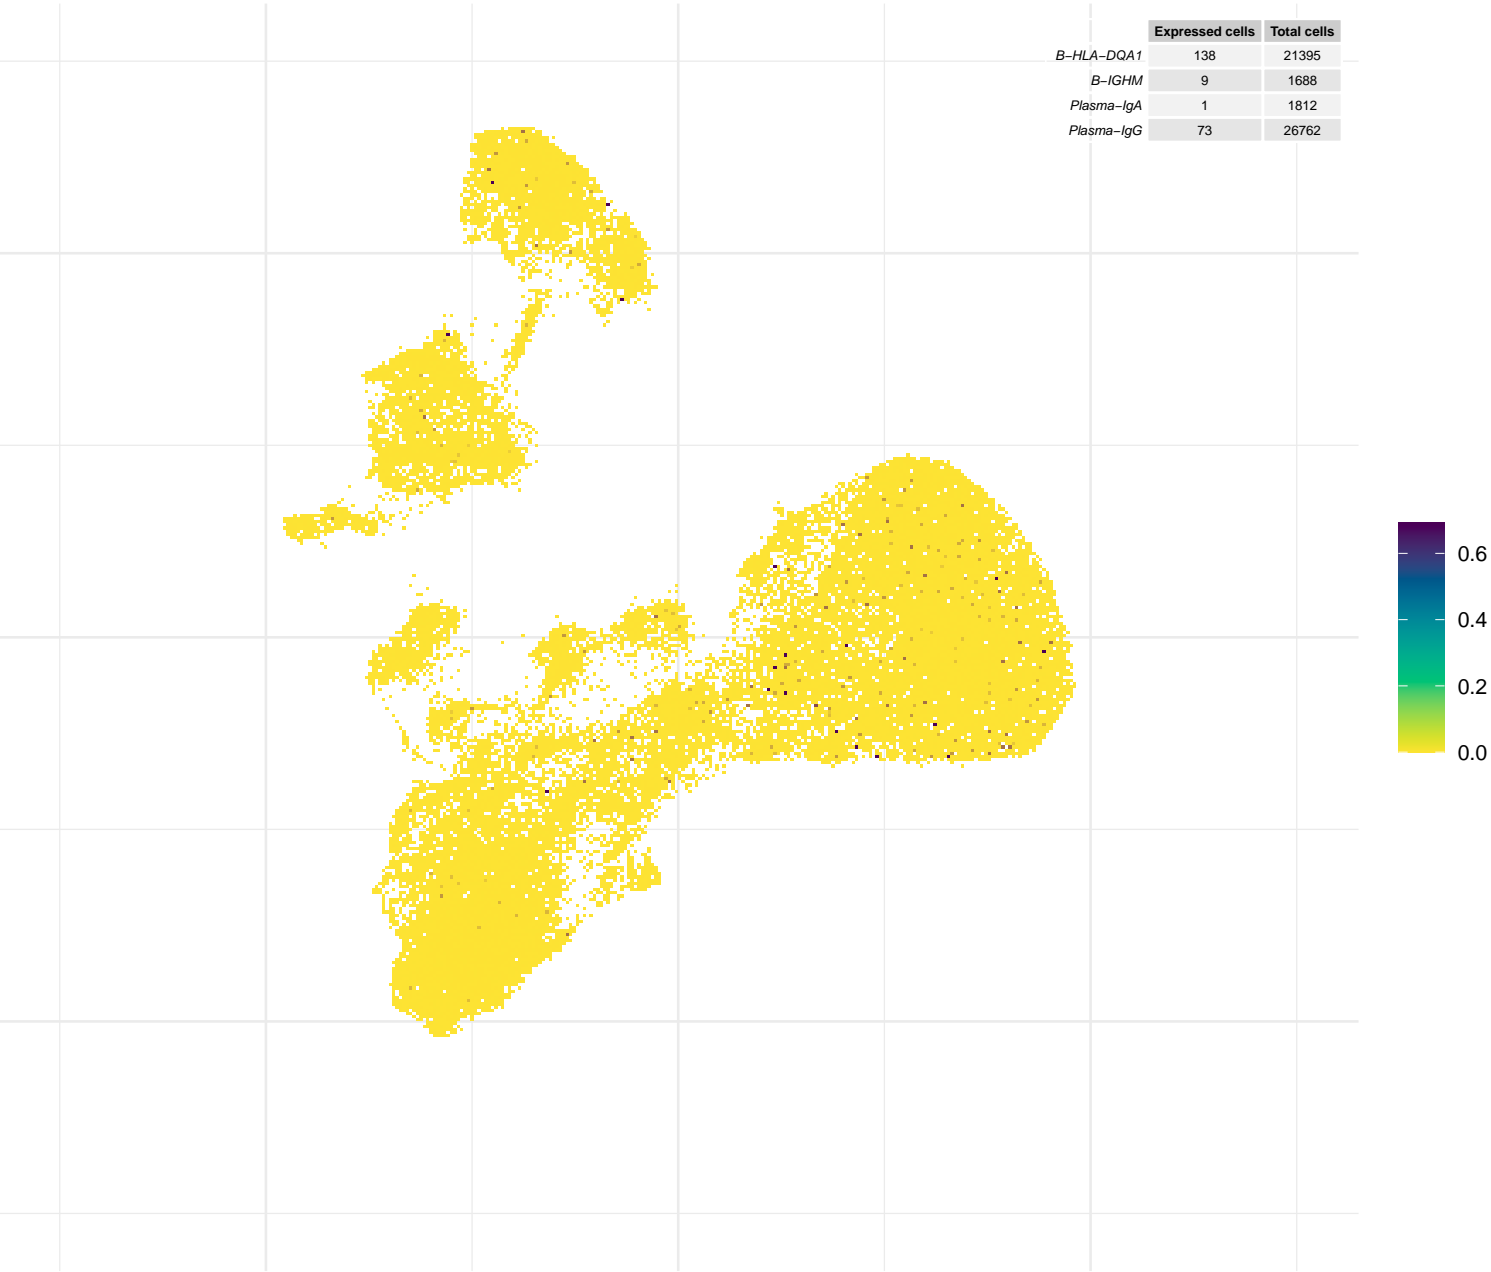 Expressed cells Total cells
B−HLA−DQA1 138 21395
B−IGHM 9 1688
Plasma−IgA 1 1812
Plasma−IgG 73 26762
0.6
0.4
0.2
0.0